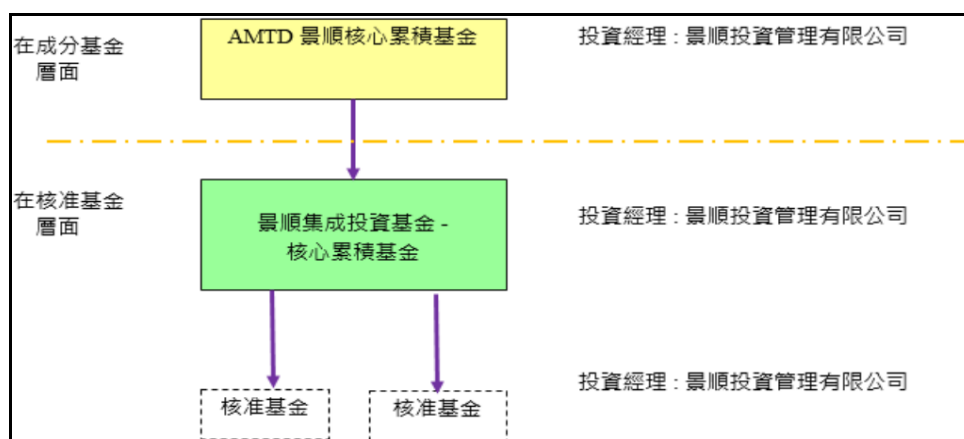 在成分基金
層面
AMTD 景順核心累積基金
投資經理 : 景順投資管理有限公司
在核准基金
層面
景順集成投資基金 -
核心累積基金
投資經理 : 景順投資管理有限公司
核准基金
核准基金
投資經理 : 景順投資管理有限公司